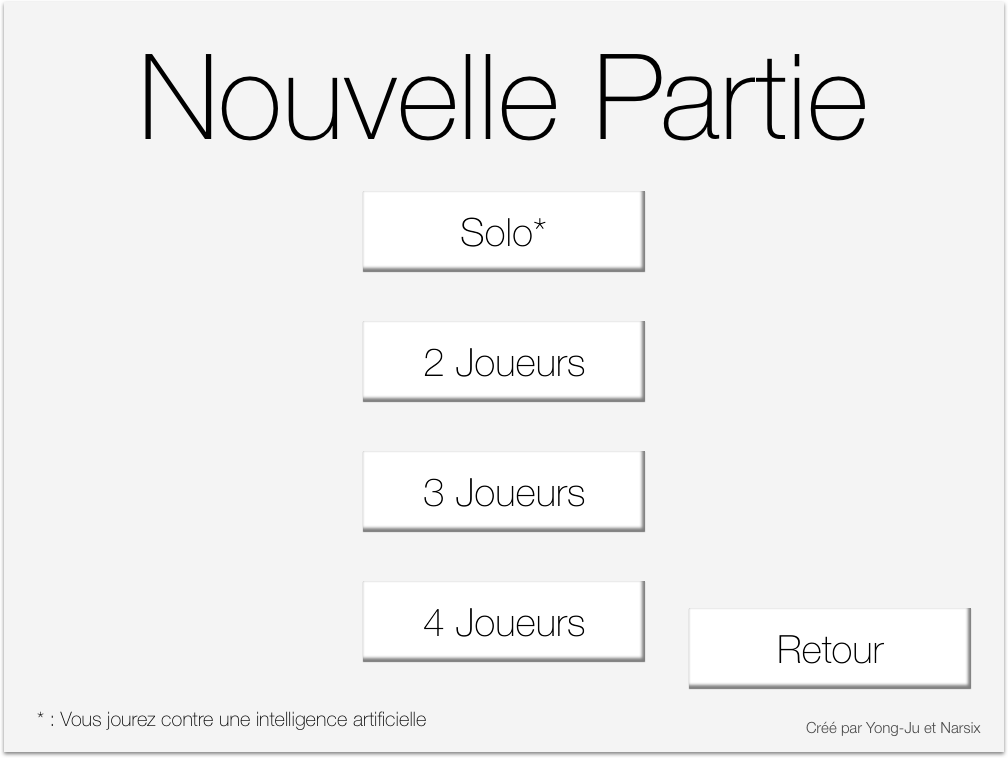 Nouvelle Partie
Solo*
2 Joueurs
3 Joueurs
4 Joueurs
Retour
* : Vous jourez contre une intelligence artificielle
Créé par Yong-Ju et Narsix